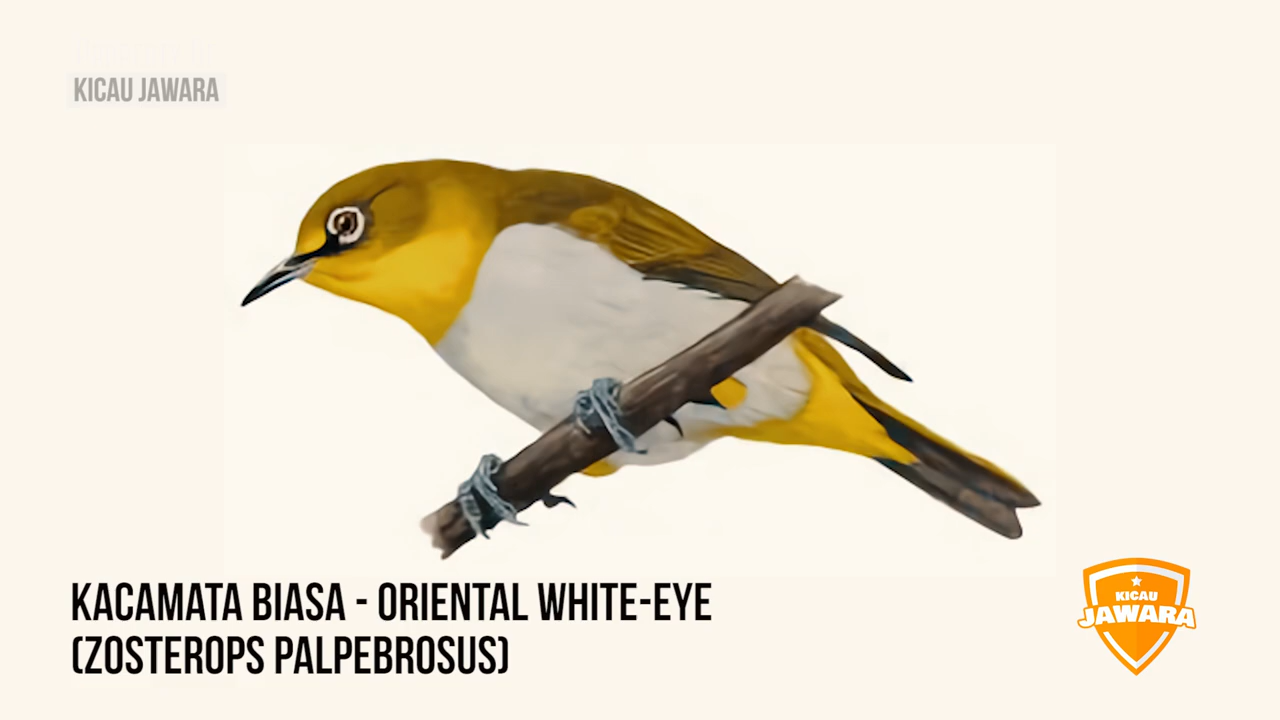 KICAU JAWARA
KACAMATA BIASA - ORIENTAL WHITE-EYE
(ZOSTEROPS PALPEBROSUS)
KICAU
JAWARA